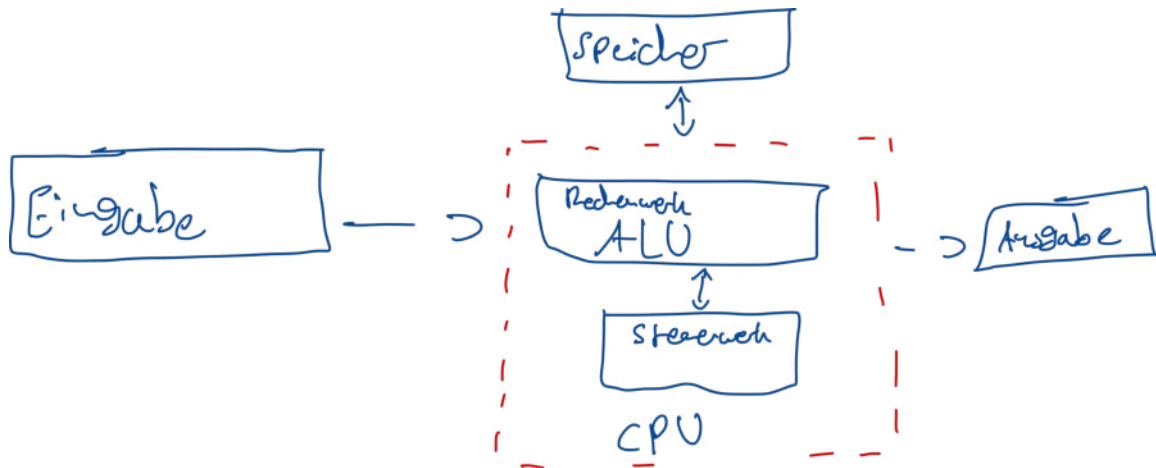 Speicher
Eingabe
Rechenwerk
ALU
Ausgabe
Steuerwerk
CPU